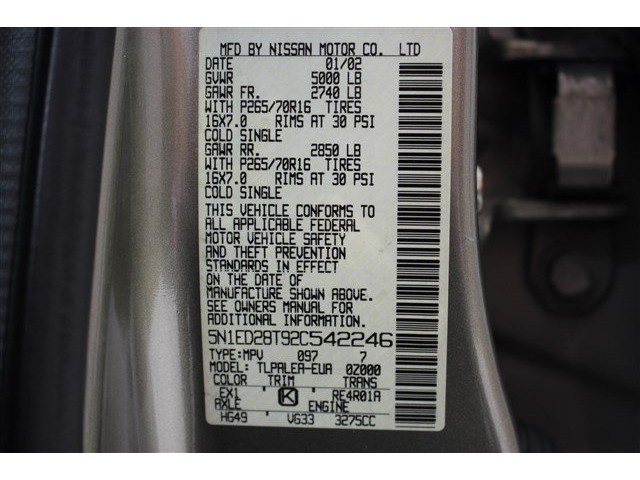 MFD BY NISSAN MOTOR CO. LTD
DATE 01/02
GVWR 5000 LB
GAWR FR. 2740 LB
WITH P265/70R16 TIRES
16X7.0 RIMS AT 30 PSI
COLD SINGLE
GAWR RR. 2850 LB
WITH P265/70R16 TIRES
16X7.0 RIMS AT 30 PSI
COLD SINGLE
THIS VEHICLE CONFORMS TO
ALL APPLICABLE FEDERAL
MOTOR VEHICLE SAFETY
AND THEFT PREVENTION
STANDARDS IN EFFECT
ON THE DATE OF
MANUFACTURE SHOWN ABOVE.
SEE OWNERS MANUAL FOR
ADDITIONAL INFORMATION
5N1ED28T92C542246
TYPE:MPV 097 7
MODEL: TLPALEA-EUA 0Z000
COLOR TRIM TRANS
EX1 K RE4R01A
AXLE ENGINE
HG49 VG33 3275CC